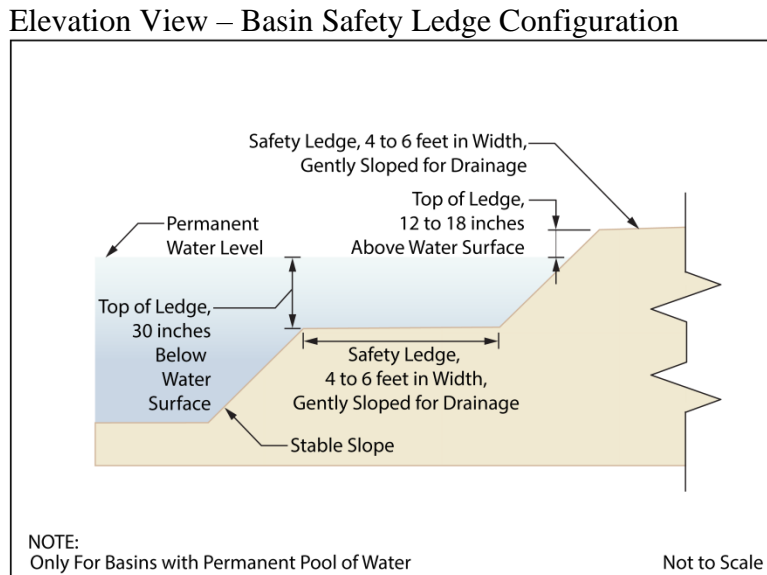 Elevation View – Basin Safety Ledge Configuration
Safety Ledge, 4 to 6 feet in Width,
Gently Sloped for Drainage
Top of Ledge,
12 to 18 inches
Above Water Surface
Permanent
Water Level
Top of Ledge,
30 inches
Below
Water
Surface
Safety Ledge,
4 to 6 feet in Width,
Gently Sloped for Drainage
Stable Slope
NOTE:
Only For Basins with Permanent Pool of Water
Not to Scale